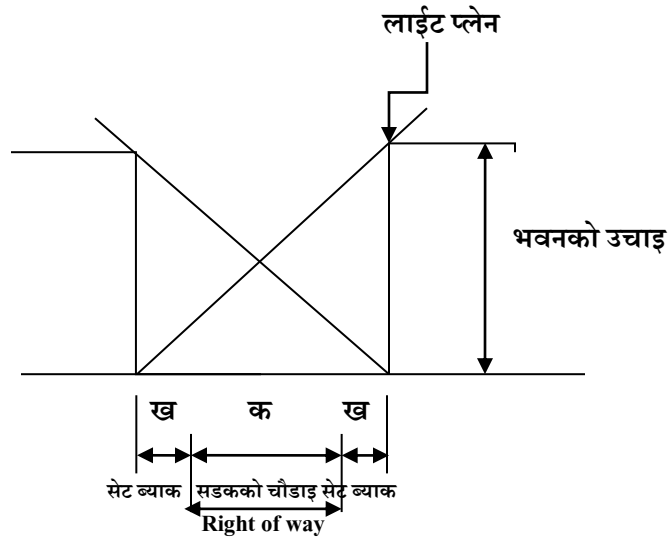 लाईट प्लेन
भवनको उचाइ
ख क ख
सेट ब्याक सडकको चौडाइ सेट ब्याक
Right of way